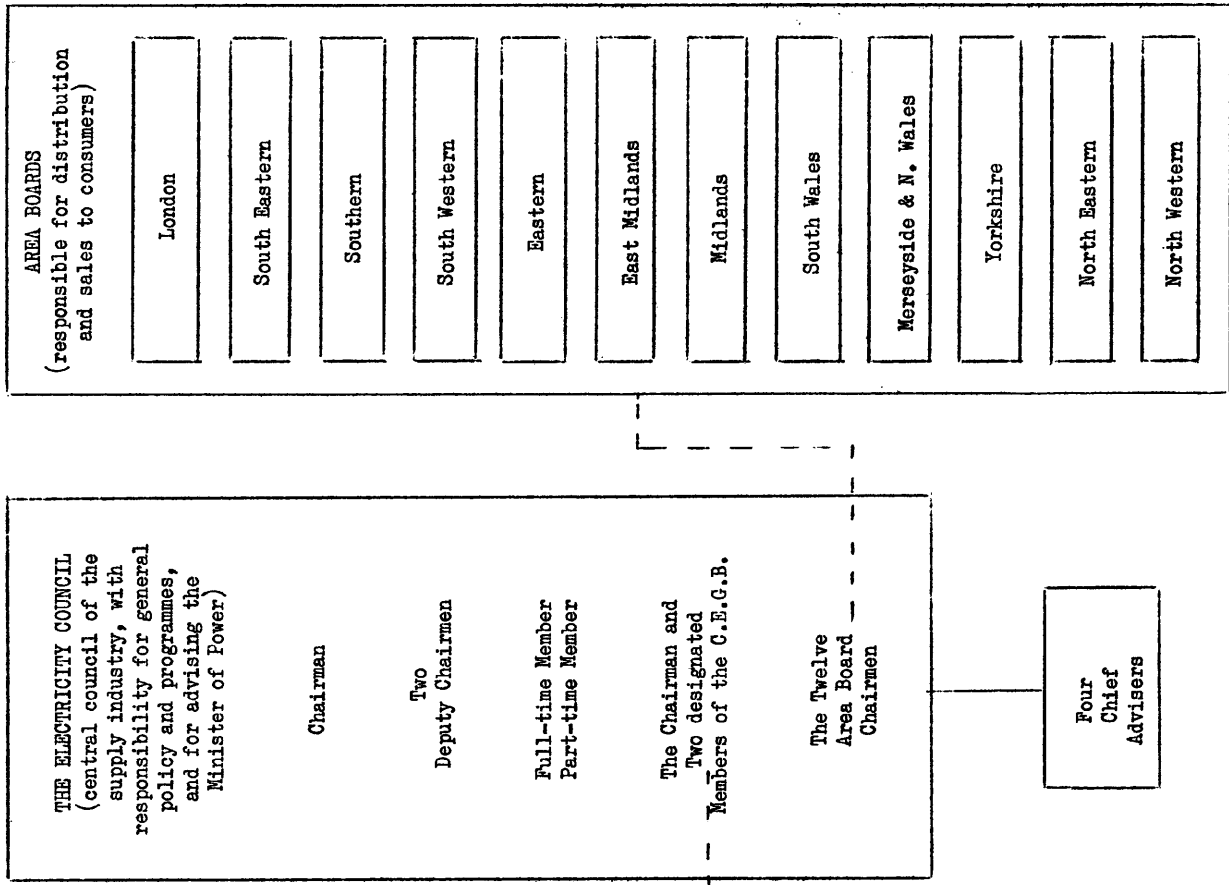 THE ELECTRICITY COUNCIL
(central council of the
supply industry, with
responsibility for general
policy and programmes,
and for advising the
Minister of Power)
Chairman
Two
Deputy Chairmen
Full-time Member
Part-time Member
The Chairman and
Two designated
Members of the C.E.G.B.
The Twelve
Area Board
Chairmen
Four
Chief
Advisers
AREA BOARDS
(responsible for distribution
and sales to consumers)
London
South Eastern
Southern
South Western
Eastern
East Midlands
Midlands
South Wales
Merseyside & N. Wales
Yorkshire
North Eastern
North Western